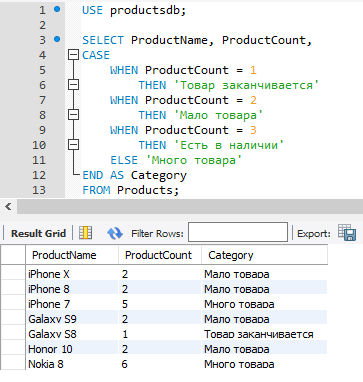 1 USE productsdb;
2
3 SELECT ProductName, ProductCount,
4 CASE
5 WHEN ProductCount = 1
6 THEN 'Товар заканчивается'
7 WHEN ProductCount = 2
8 THEN 'Мало товара'
9 WHEN ProductCount = 3
10 THEN 'Есть в наличии'
11 ELSE 'Много товара'
12 END AS Category
13 FROM Products;
Result Grid Filter Rows: Export:
ProductName ProductCount Category
iPhone X 2 Мало товара
iPhone 8 2 Мало товара
iPhone 7 5 Много товара
Galaxy S9 2 Мало товара
Galaxy S8 1 Товар заканчивается
Honor 10 2 Мало товара
Nokia 8 6 Много товара